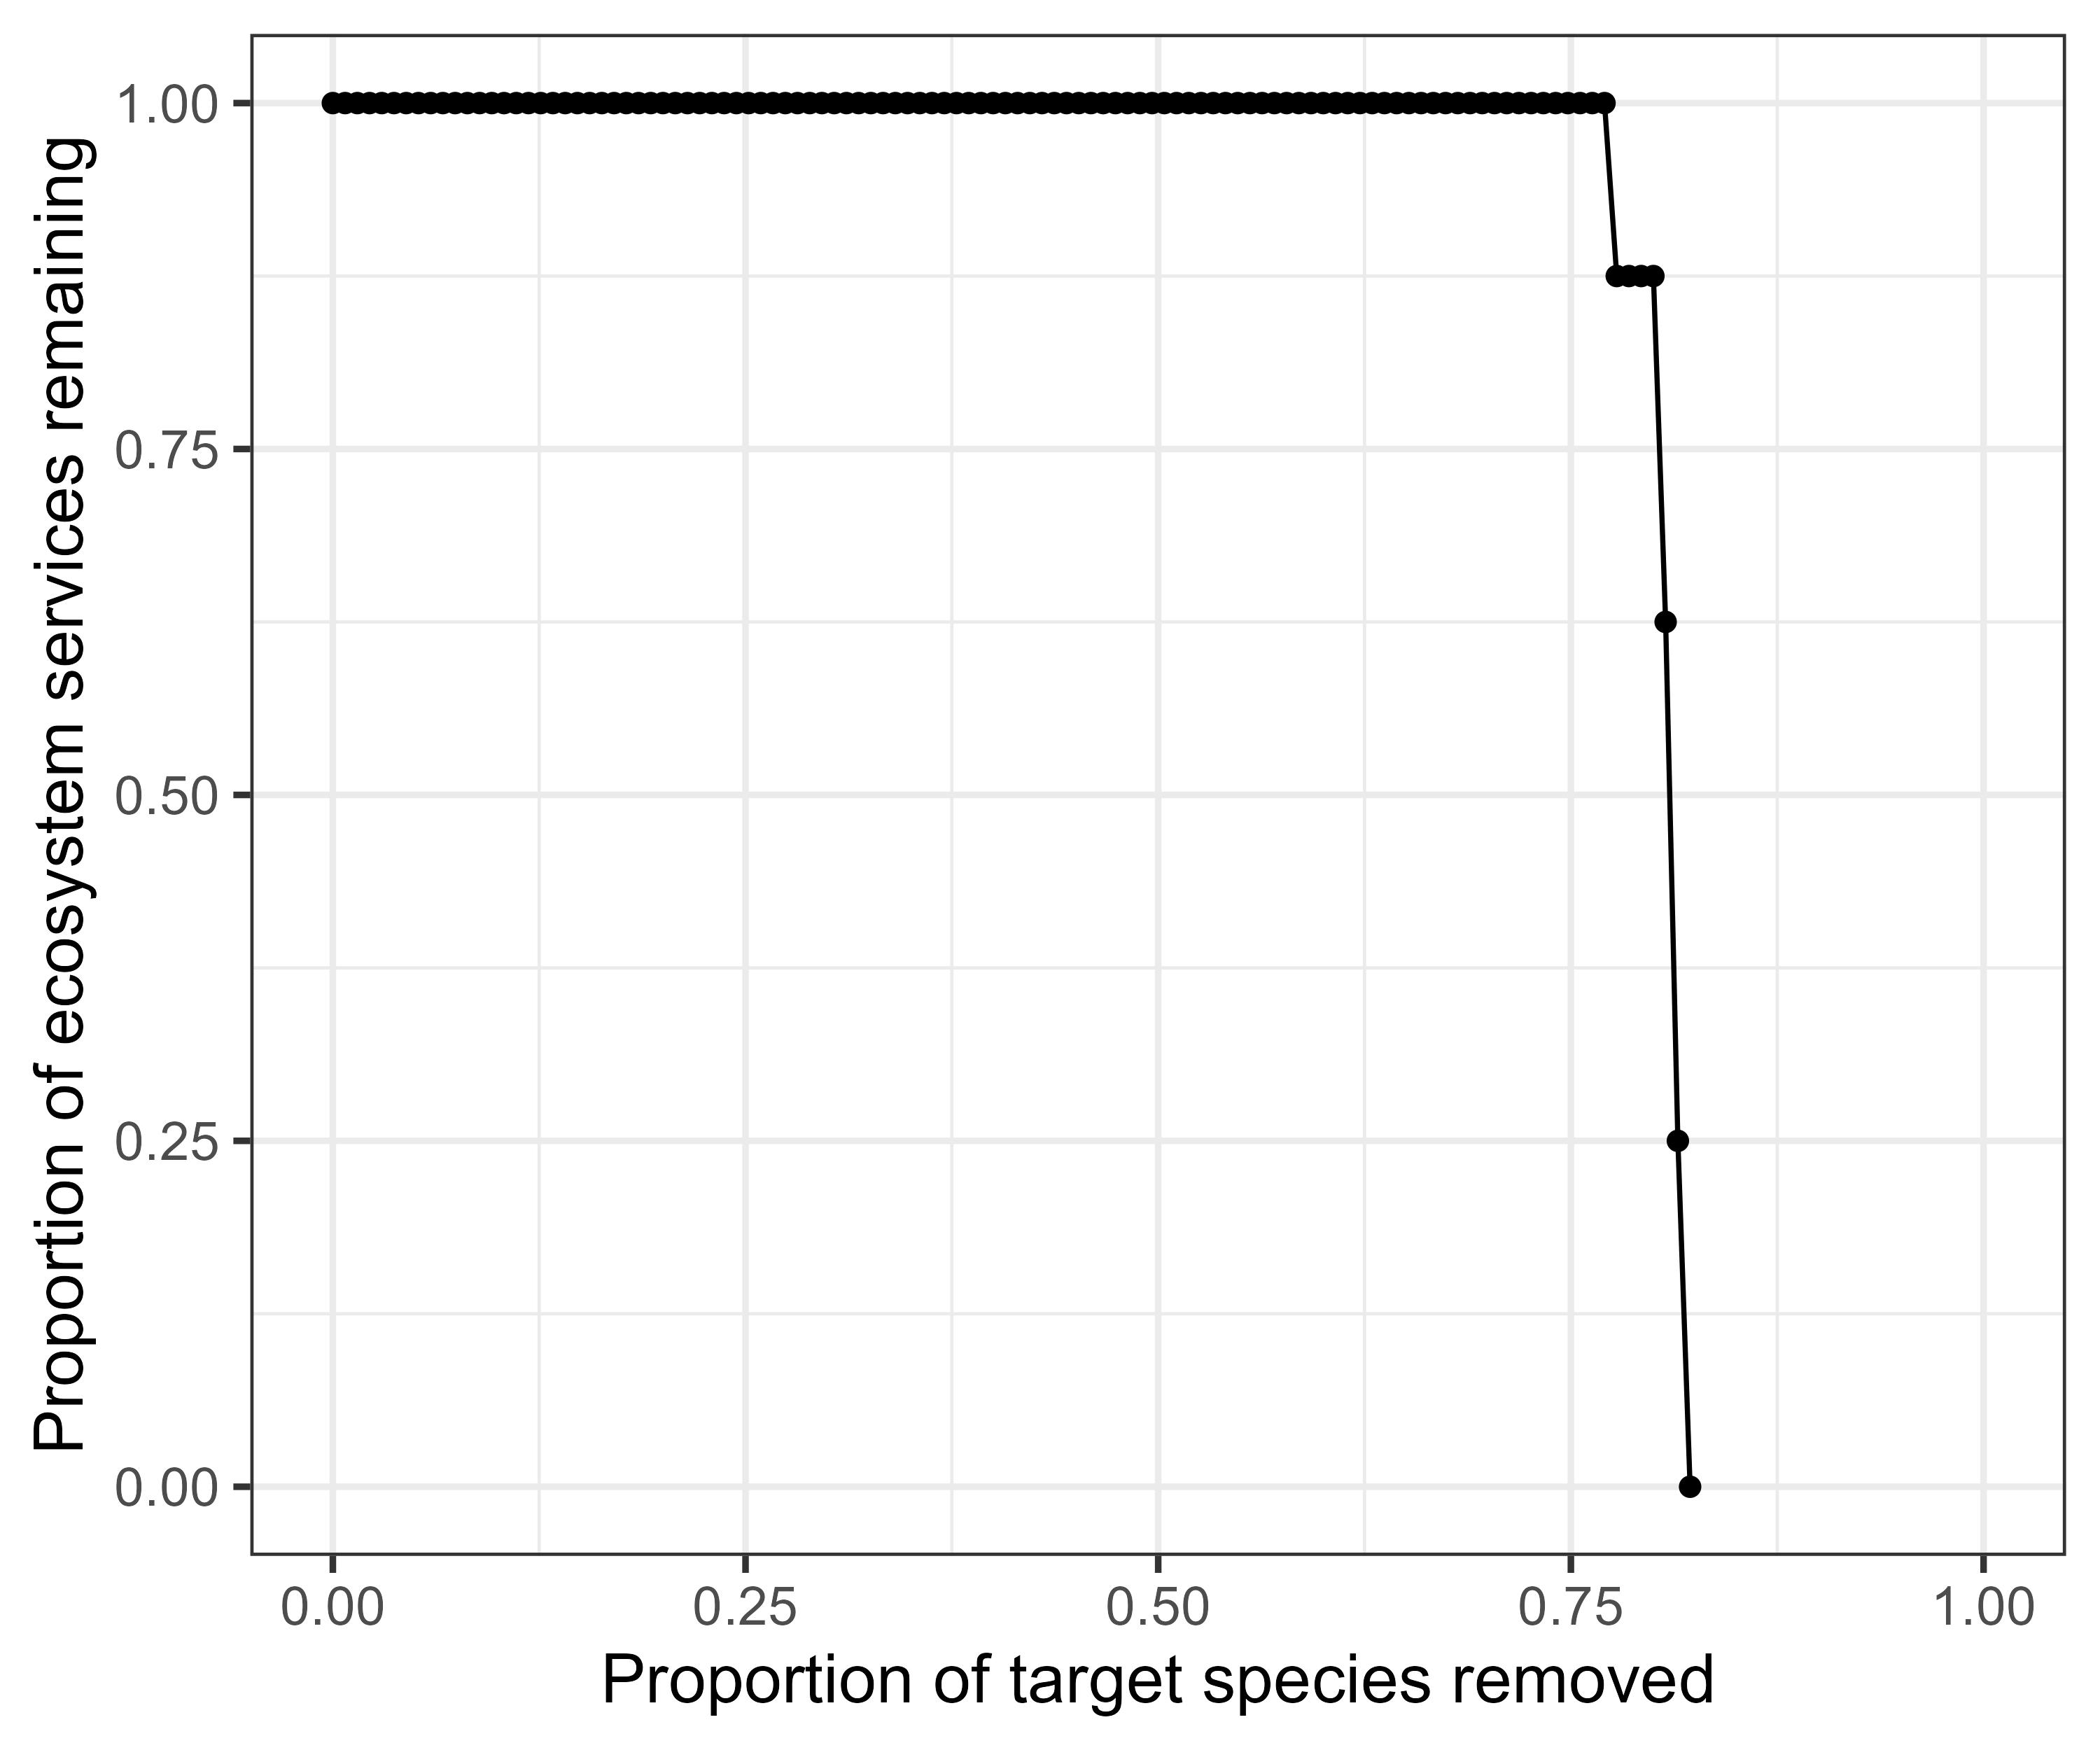 Proportion of ecosystem services remaining
1.00
0.75
0.50
0.25
0.00
0.00 0.25 0.50 0.75 1.00
Proportion of target species removed